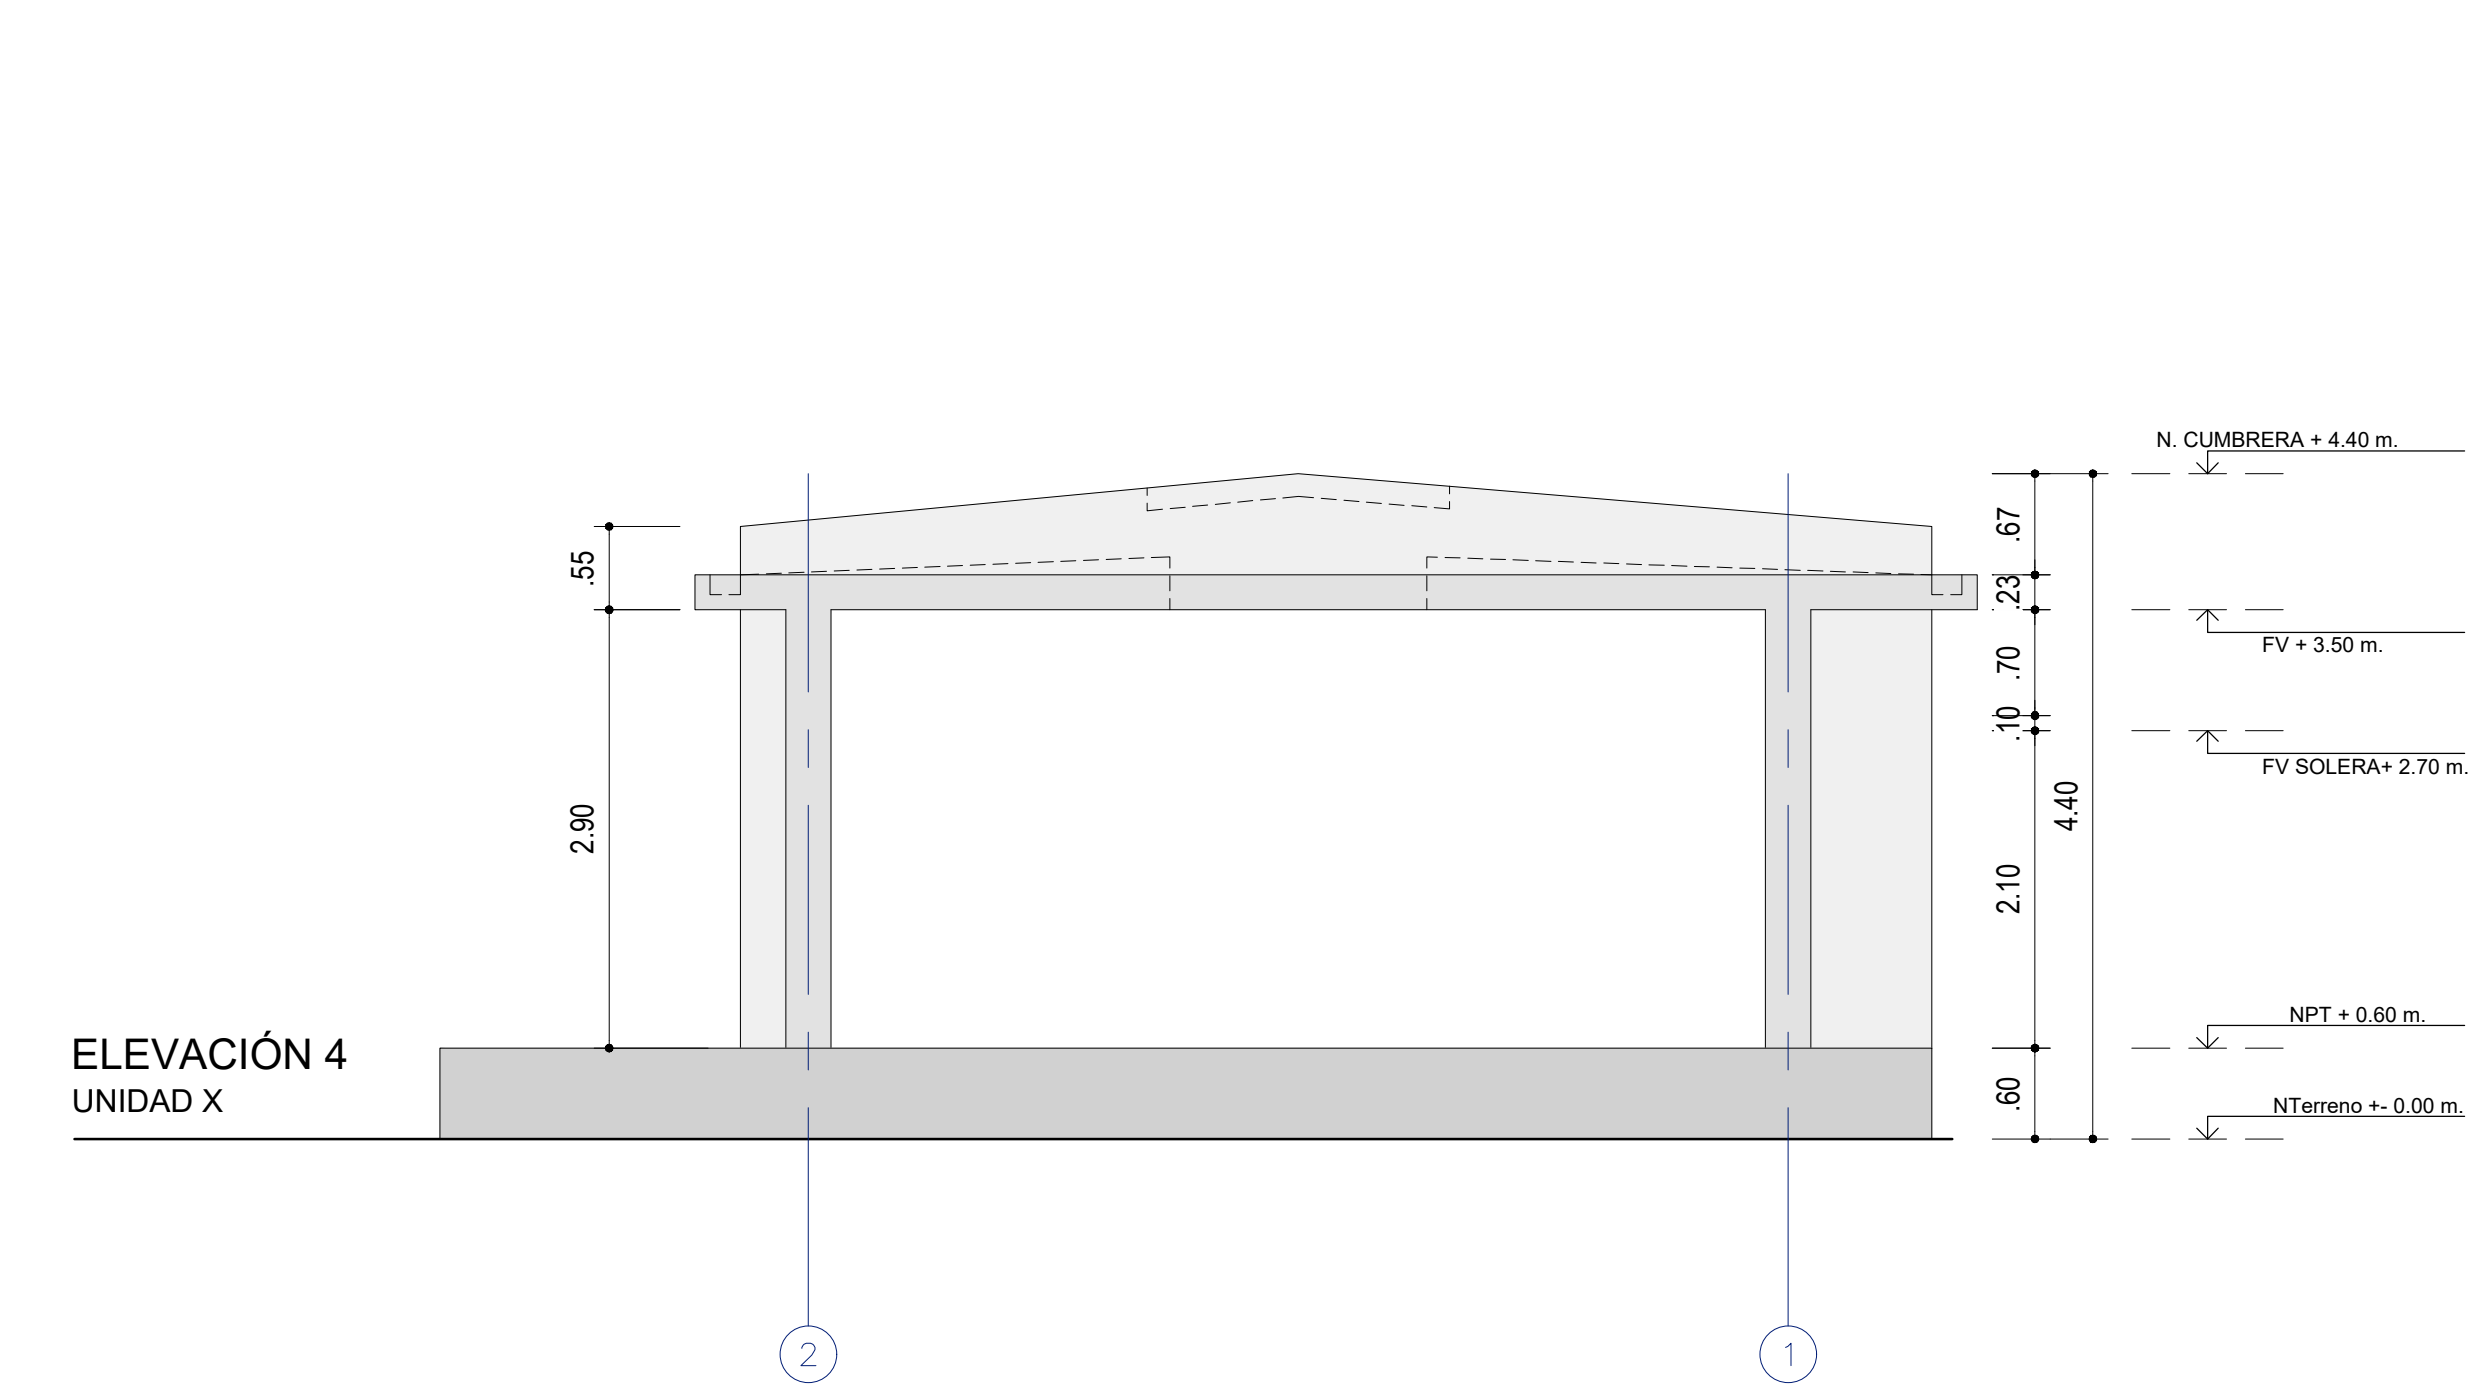 N. CUMBRERA + 4.40 m.
.67
.55
.23
FV + 3.50 m.
.70
.10
FV SOLERA+ 2.70 m.
4.40
2.90
2.10
NPT + 0.60 m.
ELEVACIÓN 4
UNIDAD X
.60
NTerreno +- 0.00 m.
2
1